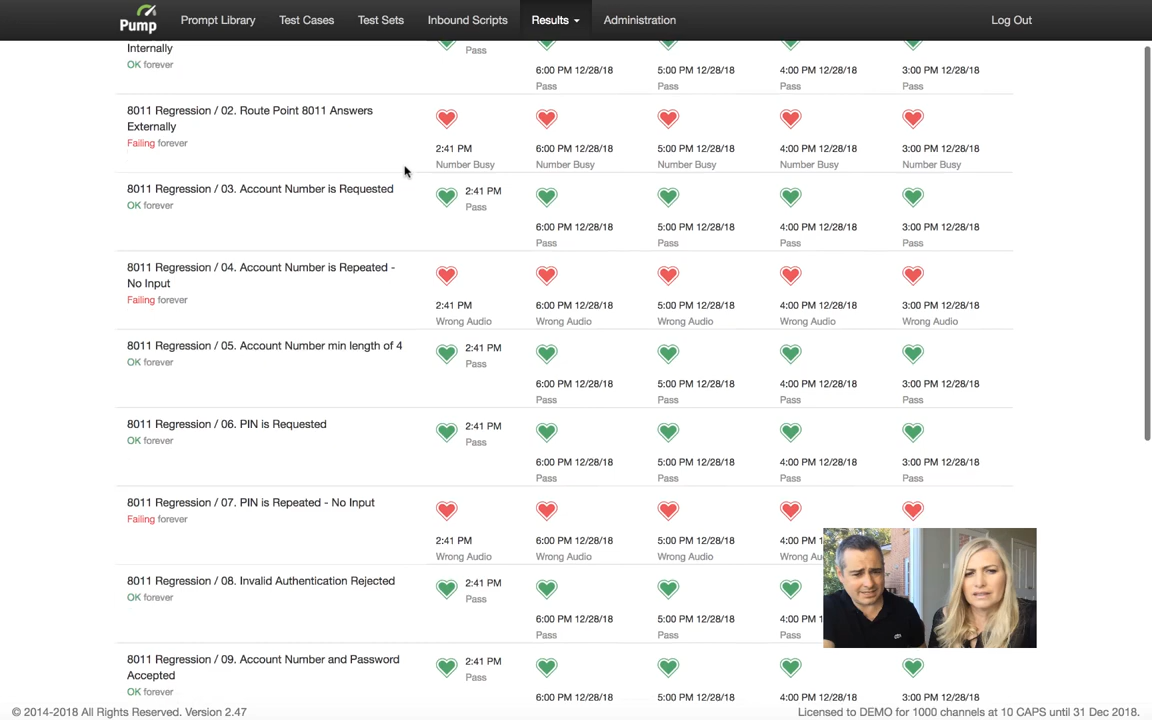 Pump
Prompt Library
Test Cases
Test Sets
Inbound Scripts
Results
Administration
Log Out
Internally
OK forever
Pass
6:00 PM 12/28/18
Pass
5:00 PM 12/28/18
Pass
4:00 PM 12/28/18
Pass
3:00 PM 12/28/18
Pass
8011 Regression / 02. Route Point 8011 Answers
Externally
Failing forever
2:41 PM
Number Busy
6:00 PM 12/28/18
Number Busy
5:00 PM 12/28/18
Number Busy
4:00 PM 12/28/18
Number Busy
3:00 PM 12/28/18
Number Busy
8011 Regression / 03. Account Number is Requested
OK forever
2:41 PM
Pass
6:00 PM 12/28/18
Pass
5:00 PM 12/28/18
Pass
4:00 PM 12/28/18
Pass
3:00 PM 12/28/18
Pass
8011 Regression / 04. Account Number is Repeated -
No Input
Failing forever
2:41 PM
Wrong Audio
6:00 PM 12/28/18
Wrong Audio
5:00 PM 12/28/18
Wrong Audio
4:00 PM 12/28/18
Wrong Audio
3:00 PM 12/28/18
Wrong Audio
8011 Regression / 05. Account Number min length of 4
OK forever
2:41 PM
Pass
6:00 PM 12/28/18
Pass
5:00 PM 12/28/18
Pass
4:00 PM 12/28/18
Pass
3:00 PM 12/28/18
Pass
8011 Regression / 06. PIN is Requested
OK forever
2:41 PM
Pass
6:00 PM 12/28/18
Pass
5:00 PM 12/28/18
Pass
4:00 PM 12/28/18
Pass
3:00 PM 12/28/18
Pass
8011 Regression / 07. PIN is Repeated - No Input
Failing forever
2:41 PM
Wrong Audio
6:00 PM 12/28/18
Wrong Audio
5:00 PM 12/28/18
Wrong Audio
4:00 PM
Wrong
8011 Regression / 08. Invalid Authentication Rejected
OK forever
2:41 PM
Pass
6:00 PM 12/28/18
Pass
5:00 PM 12/28/18
Pass
4:00 PM
Pass
8011 Regression / 09. Account Number and Password
Accepted
OK forever
2:41 PM
Pass
6:00 PM 12/28/18
5:00 PM 12/28/18
4:00 PM 12/28/18
3:00 PM 12/28/18
© 2014-2018 All Rights Reserved. Version 2.47
Licensed to DEMO for 1000 channels at 10 CAPS until 31 Dec 2018.